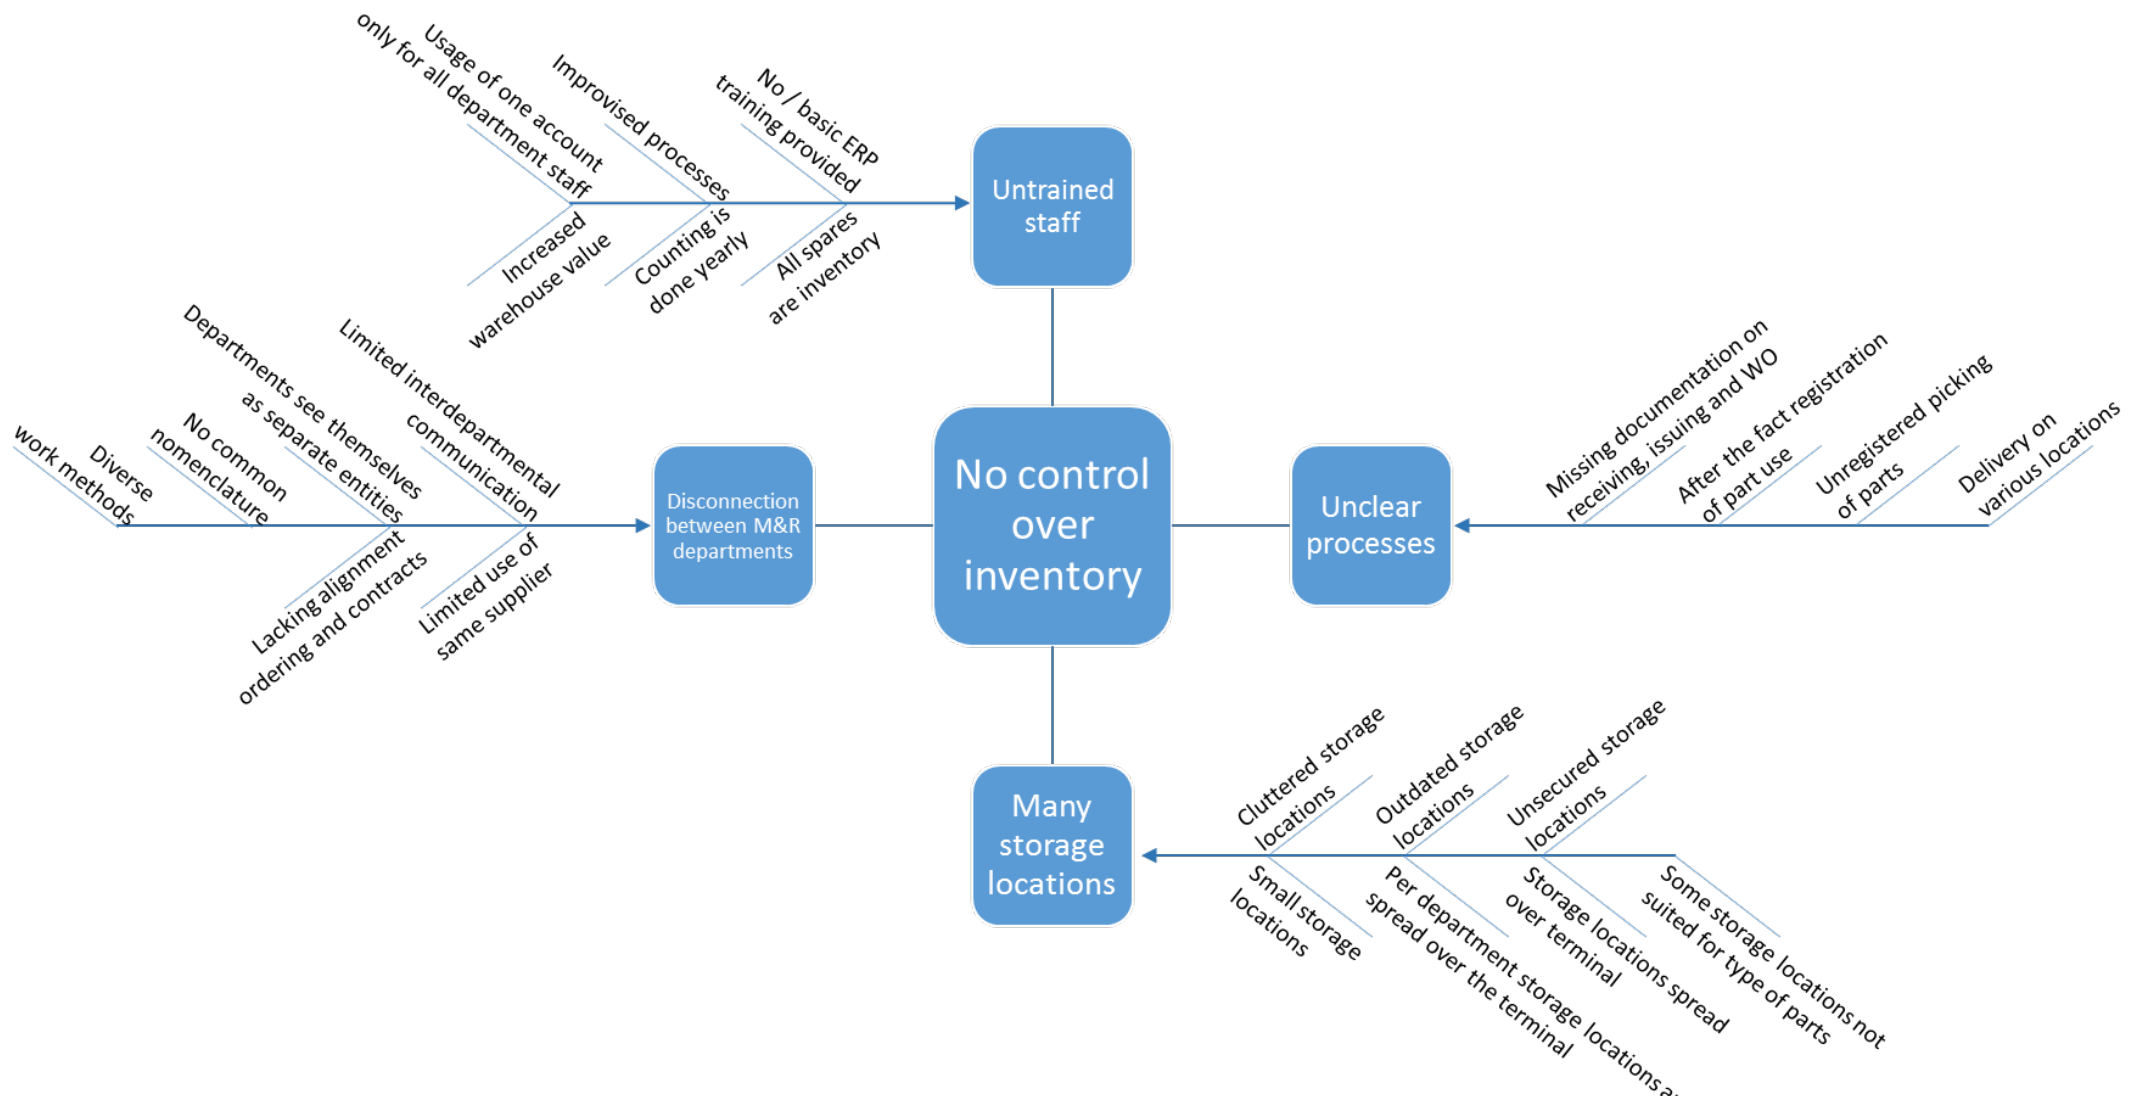 Usage of one account
only for all department staff
Improvised processes
No / basic ERP
training provided
Increased
warehouse value
Counting is
done yearly
All spares
are inventory
Untrained
staff
Diverse
work methods
No common
nomenclature
Departments see themselves
as separate entities
Limited interdepartmental
communication
Lacking alignment
ordering and contracts
Limited use of
same supplier
Disconnection
between M&R
departments
No control
over
inventory
Unclear
processes
Missing documentation on
receiving, issuing and WO
After the fact registration
of part use
Unregistered picking
of parts
Delivery on
various locations
Many
storage
locations
Cluttered storage
locations
Outdated storage
locations
Unsecured storage
locations
Small storage
locations
Per department storage locations
spread over the terminal
Storage locations spread
over terminal
Some storage locations not
suited for type of parts